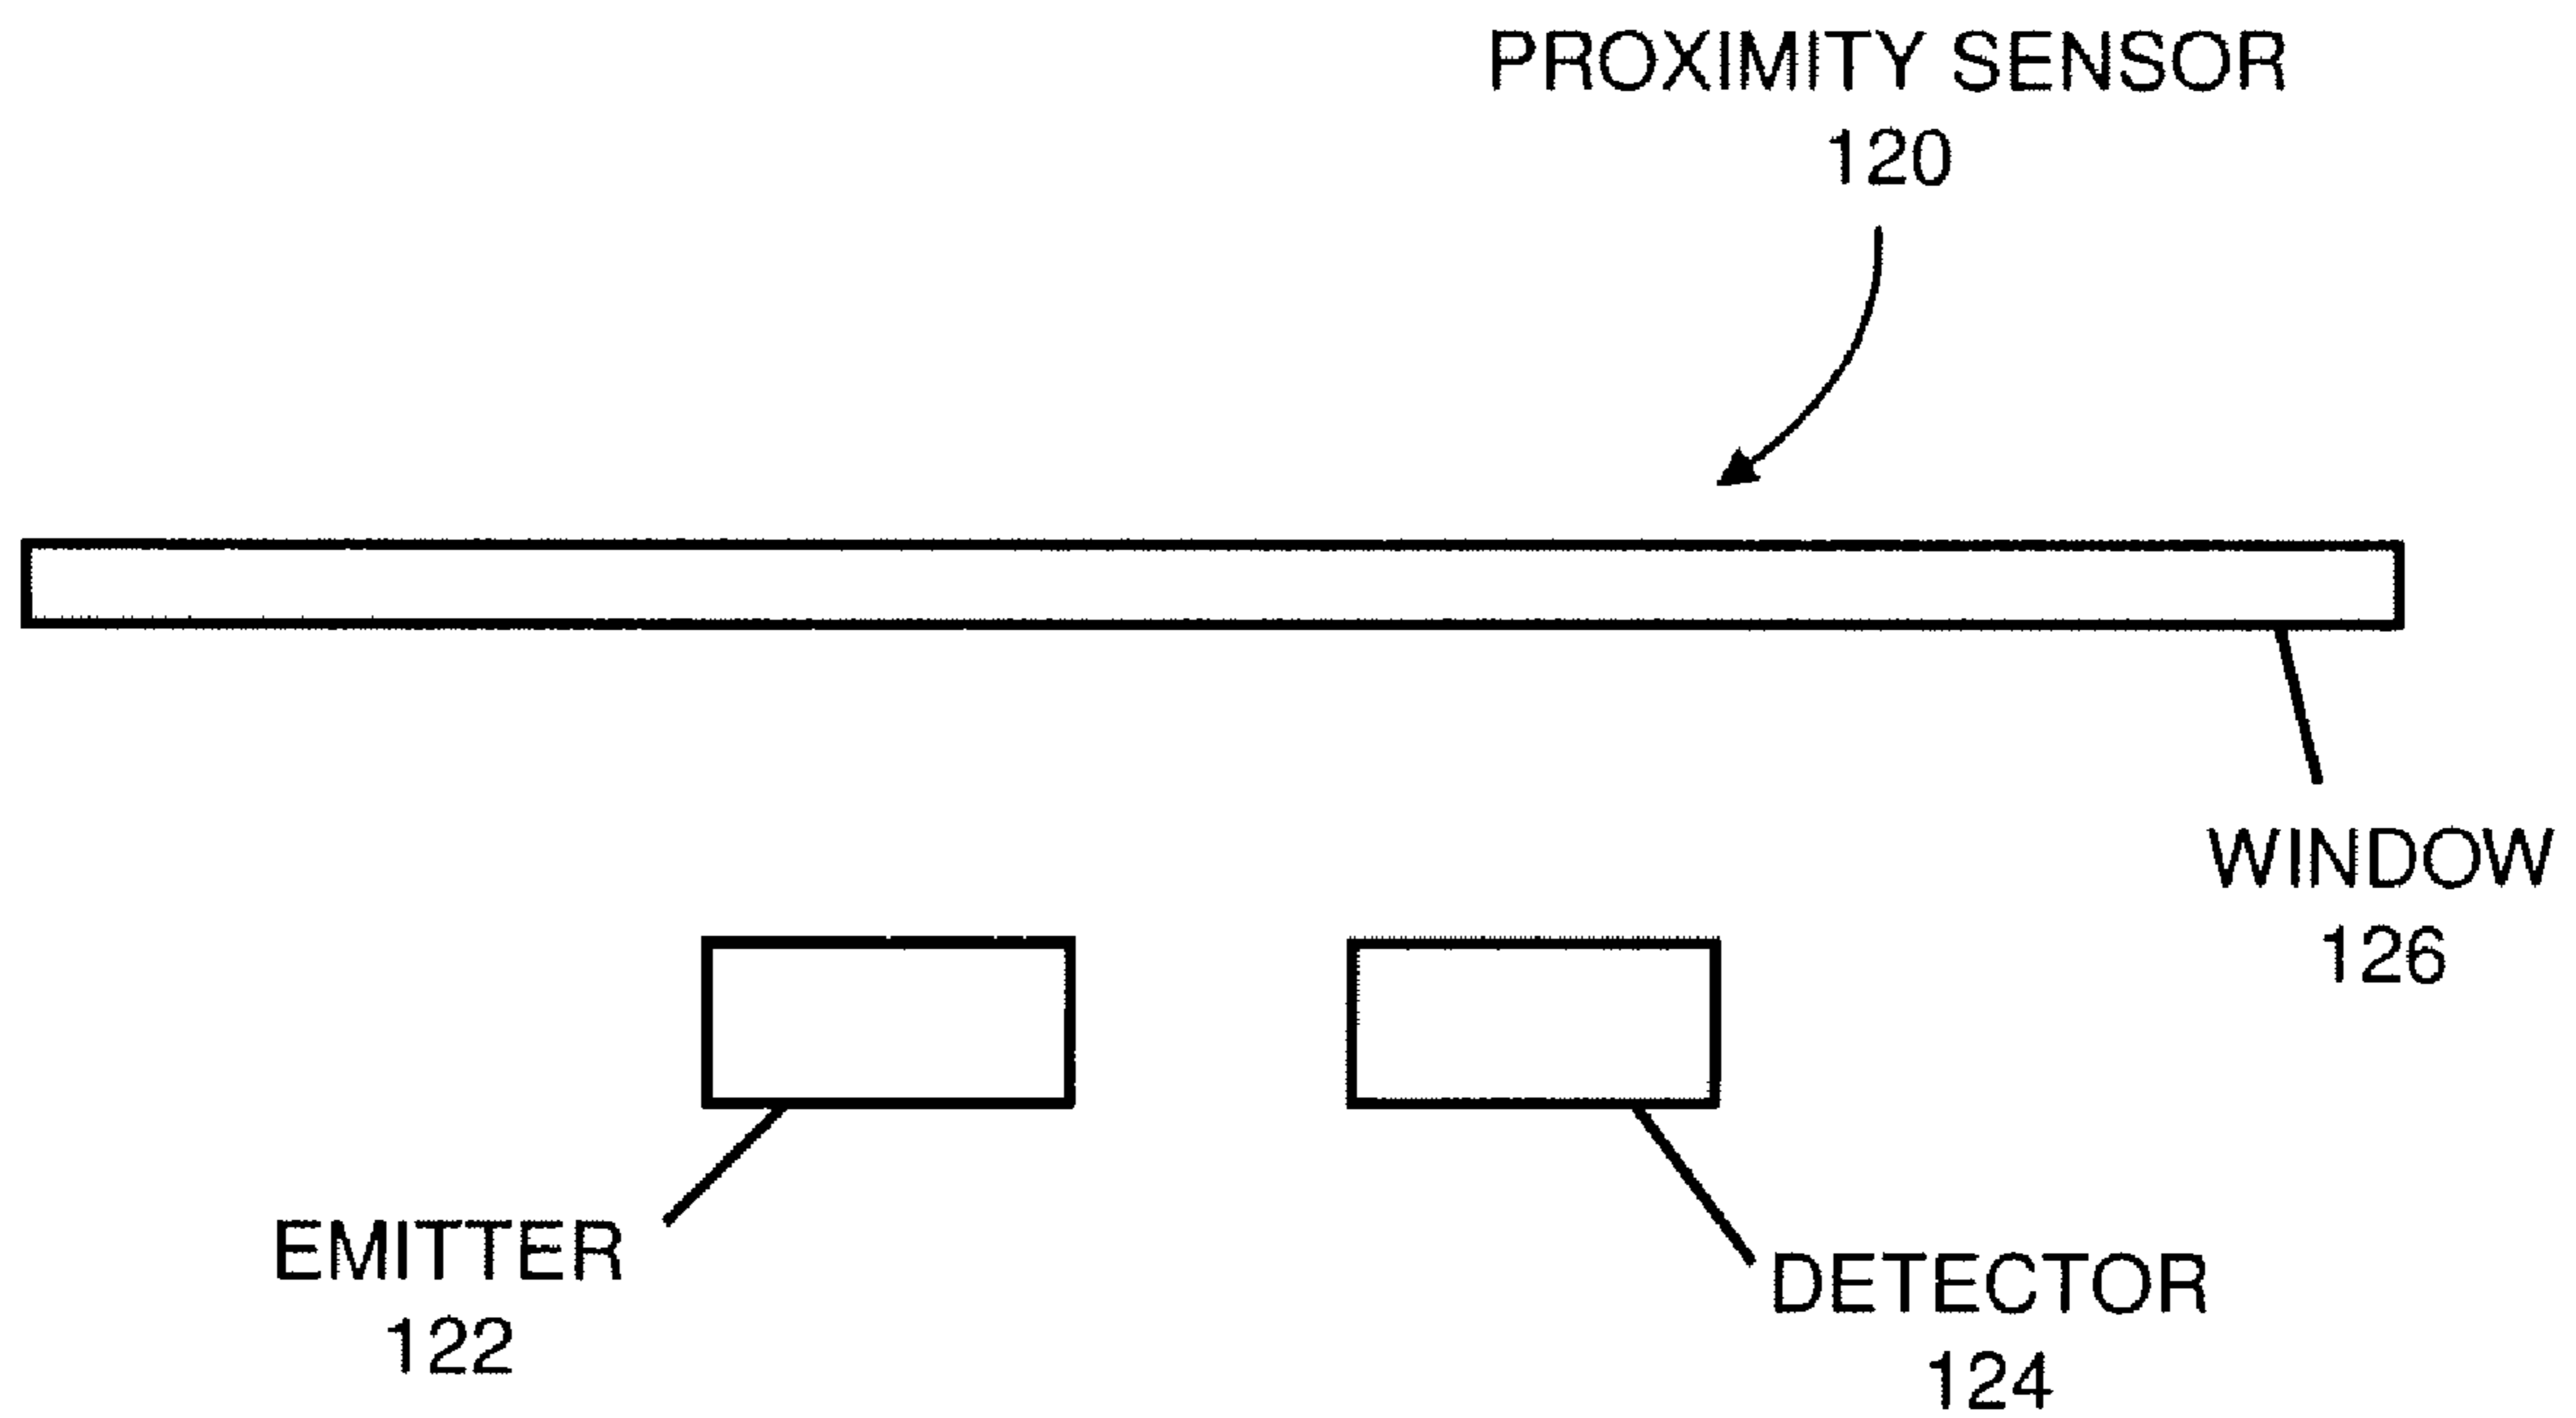 PROXIMITY SENSOR
120
WINDOW
126
EMITTER
122
DETECTOR
124